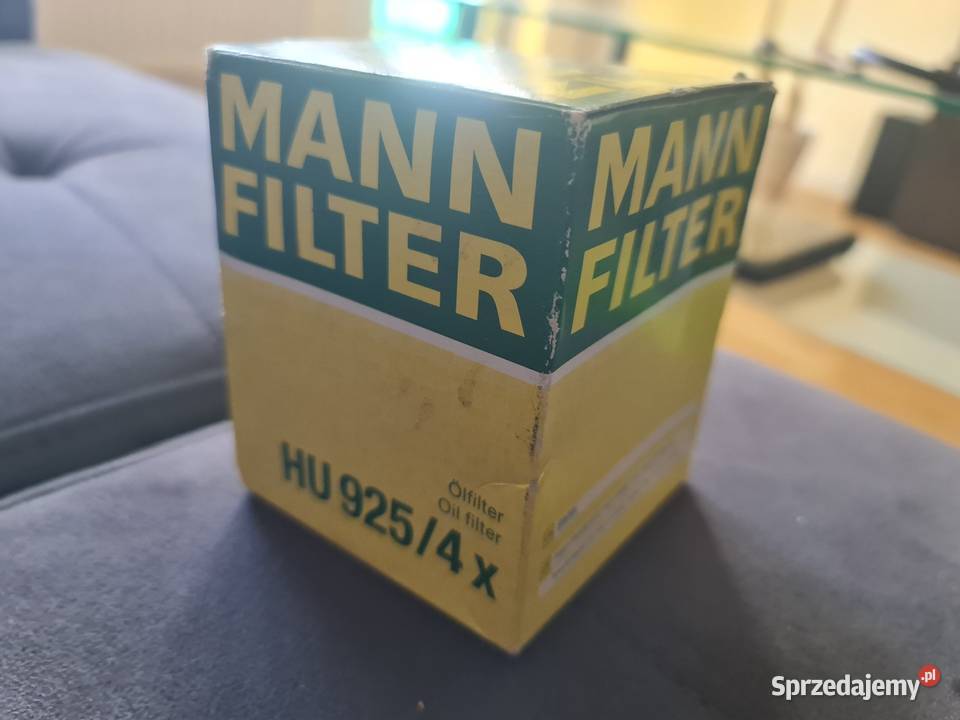 MANN
FILTER
MANN
FILTER
Ölfilter
Oil filter
HU 925/4 x
Sprzedajemy.pl